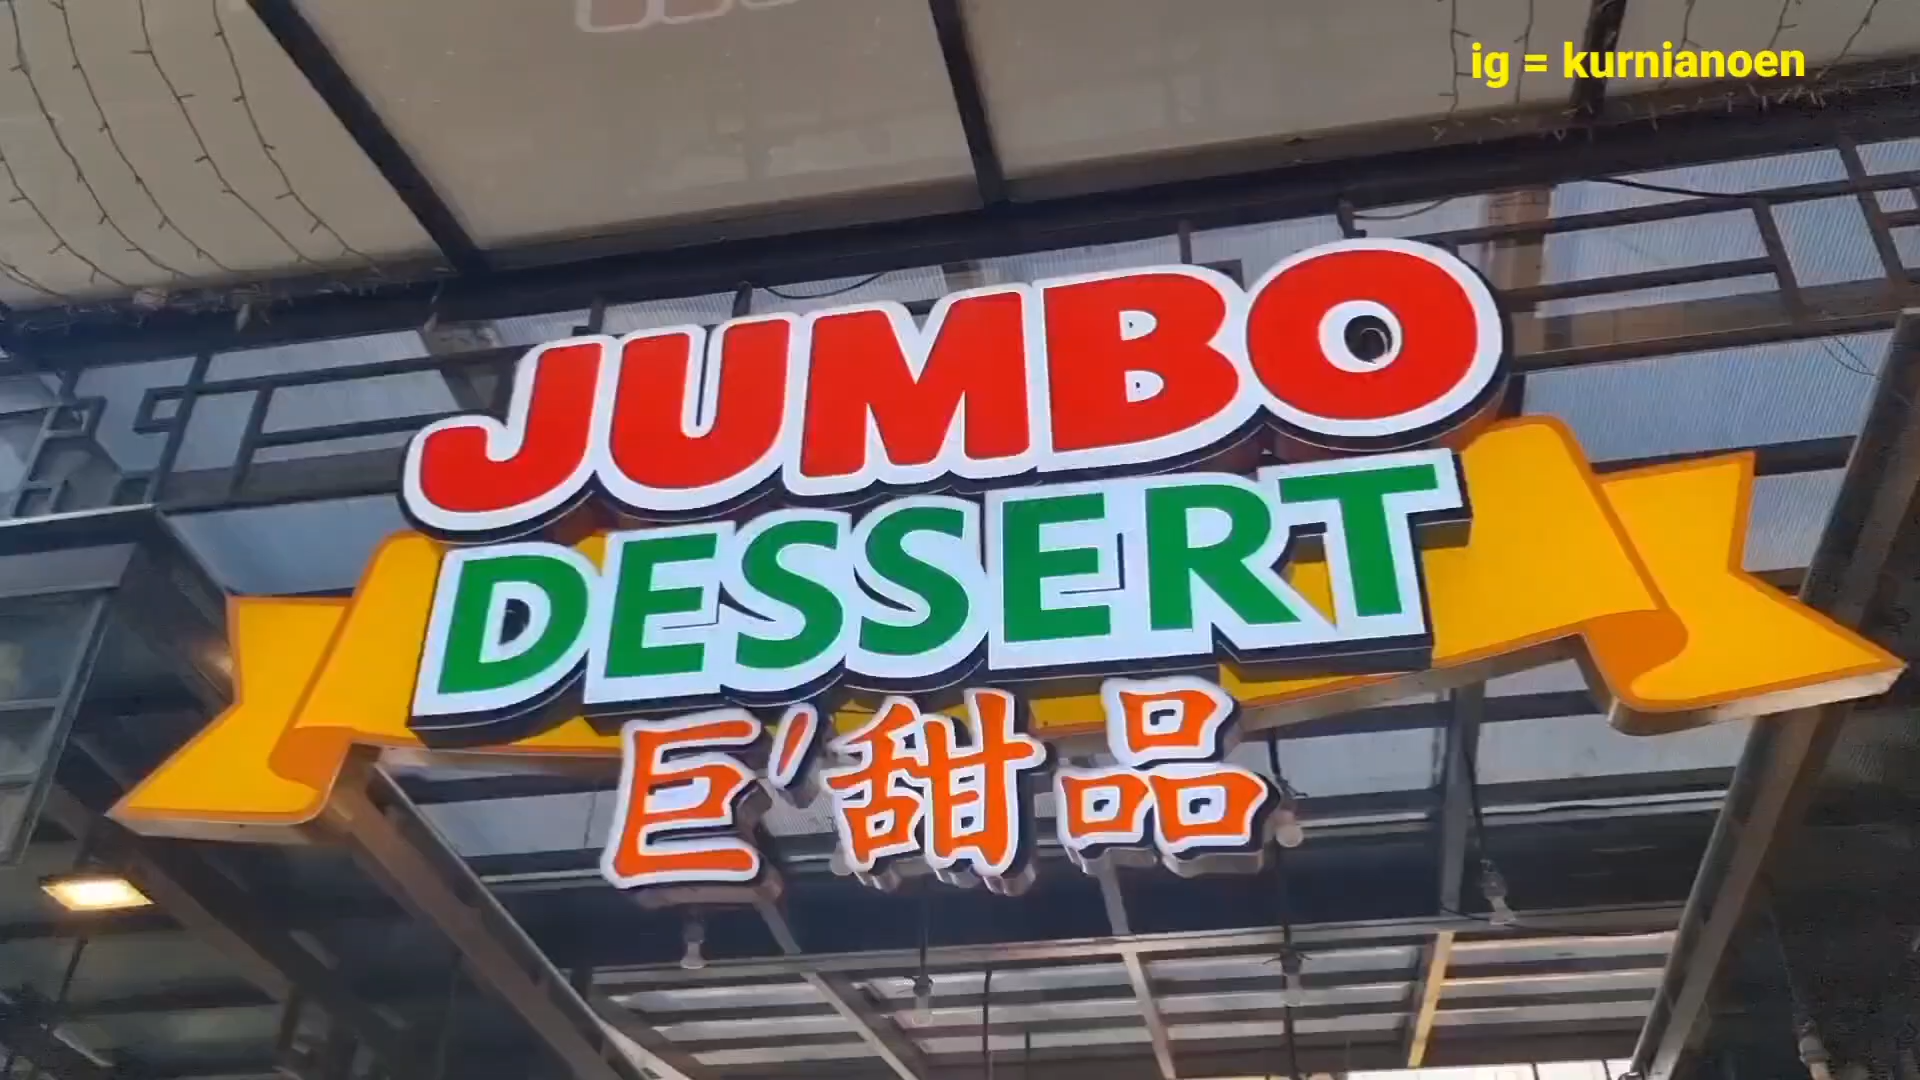 ig = kurnianoen
JUMBO
DESSERT
巨'甜品